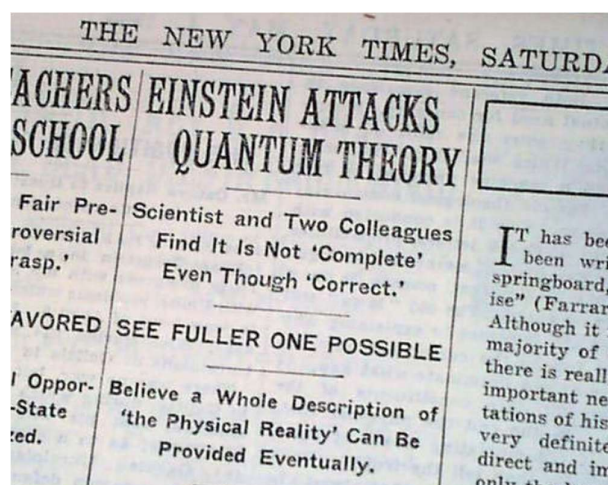 THE NEW YORK TIMES, SATURDA
ACHERS
SCHOOL
Fair Pre-
roversial
rasp.'
AVORED
l Oppor-
-State
zed.
EINSTEIN ATTACKS
QUANTUM THEORY
Scientist and Two Colleagues
Find It Is Not 'Complete'
Even Though 'Correct.'
SEE FULLER ONE POSSIBLE
Believe a Whole Description of
'the Physical Reality' Can Be
Provided Eventually.
IT has bee
been wri
springboard,
ise" (Farrar
Although it
majority of
there is reall
important ne
tations of his
very definite
direct and im